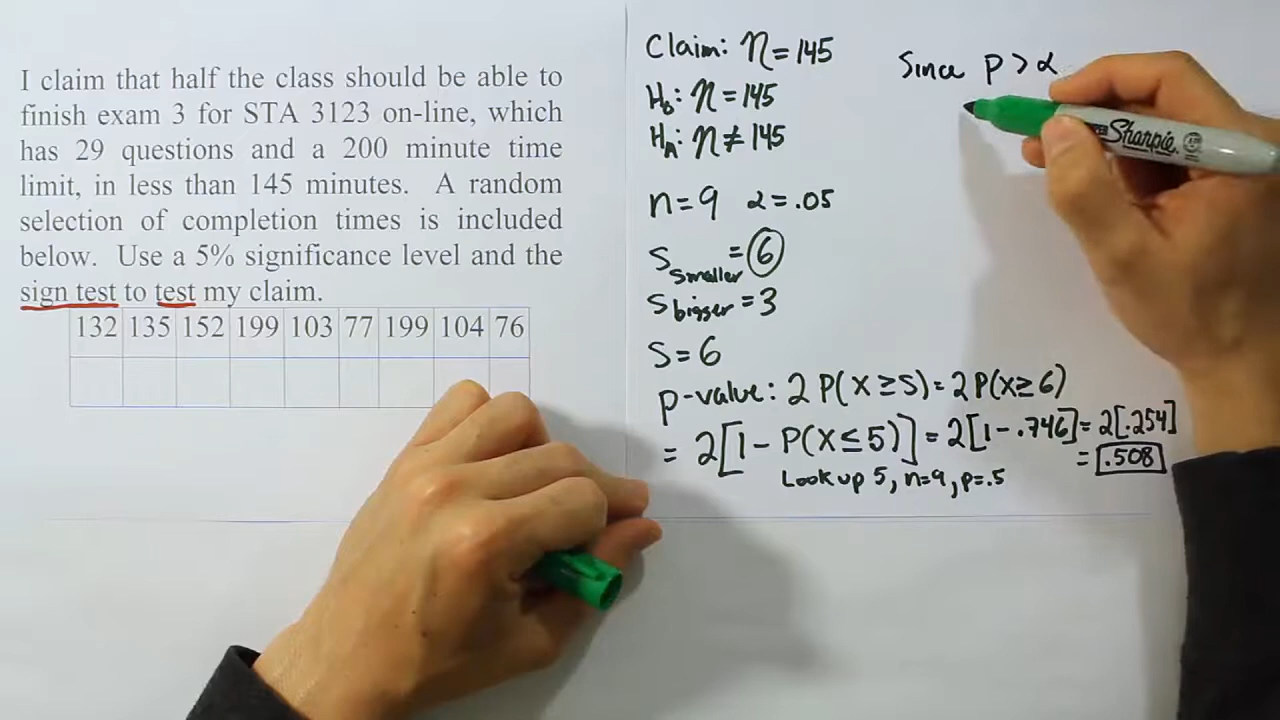 I claim that half the class should be able to
finish exam 3 for STA 3123 on-line, which
has 29 questions and a 200 minute time
limit, in less than 145 minutes. A random
selection of completion times is included
below. Use a 5% significance level and the
sign test to test my claim.
132 135 152 199 103 77 199 104 76
Claim: η = 145
H₀: η = 145
Hₐ: η ≠ 145
n = 9 α = .05
S smaller = 6
S bigger = 3
S = 6
p-value: 2 P(X ≥ S) = 2 P(X ≥ 6)
= 2[1 - P(X ≤ 5)] = 2[1 - .746] = 2[.254]
= .508
Look up 5, n=9, p=.5
Since p > α
Sharpie